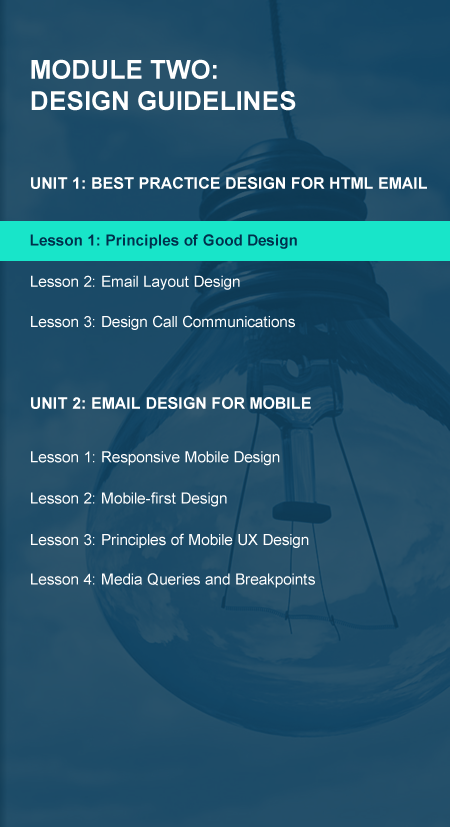 MODULE TWO:
DESIGN GUIDELINES
UNIT 1: BEST PRACTICE DESIGN FOR HTML EMAIL
Lesson 1: Principles of Good Design
Lesson 2: Email Layout Design
Lesson 3: Design Call Communications
UNIT 2: EMAIL DESIGN FOR MOBILE
Lesson 1: Responsive Mobile Design
Lesson 2: Mobile-first Design
Lesson 3: Principles of Mobile UX Design
Lesson 4: Media Queries and Breakpoints